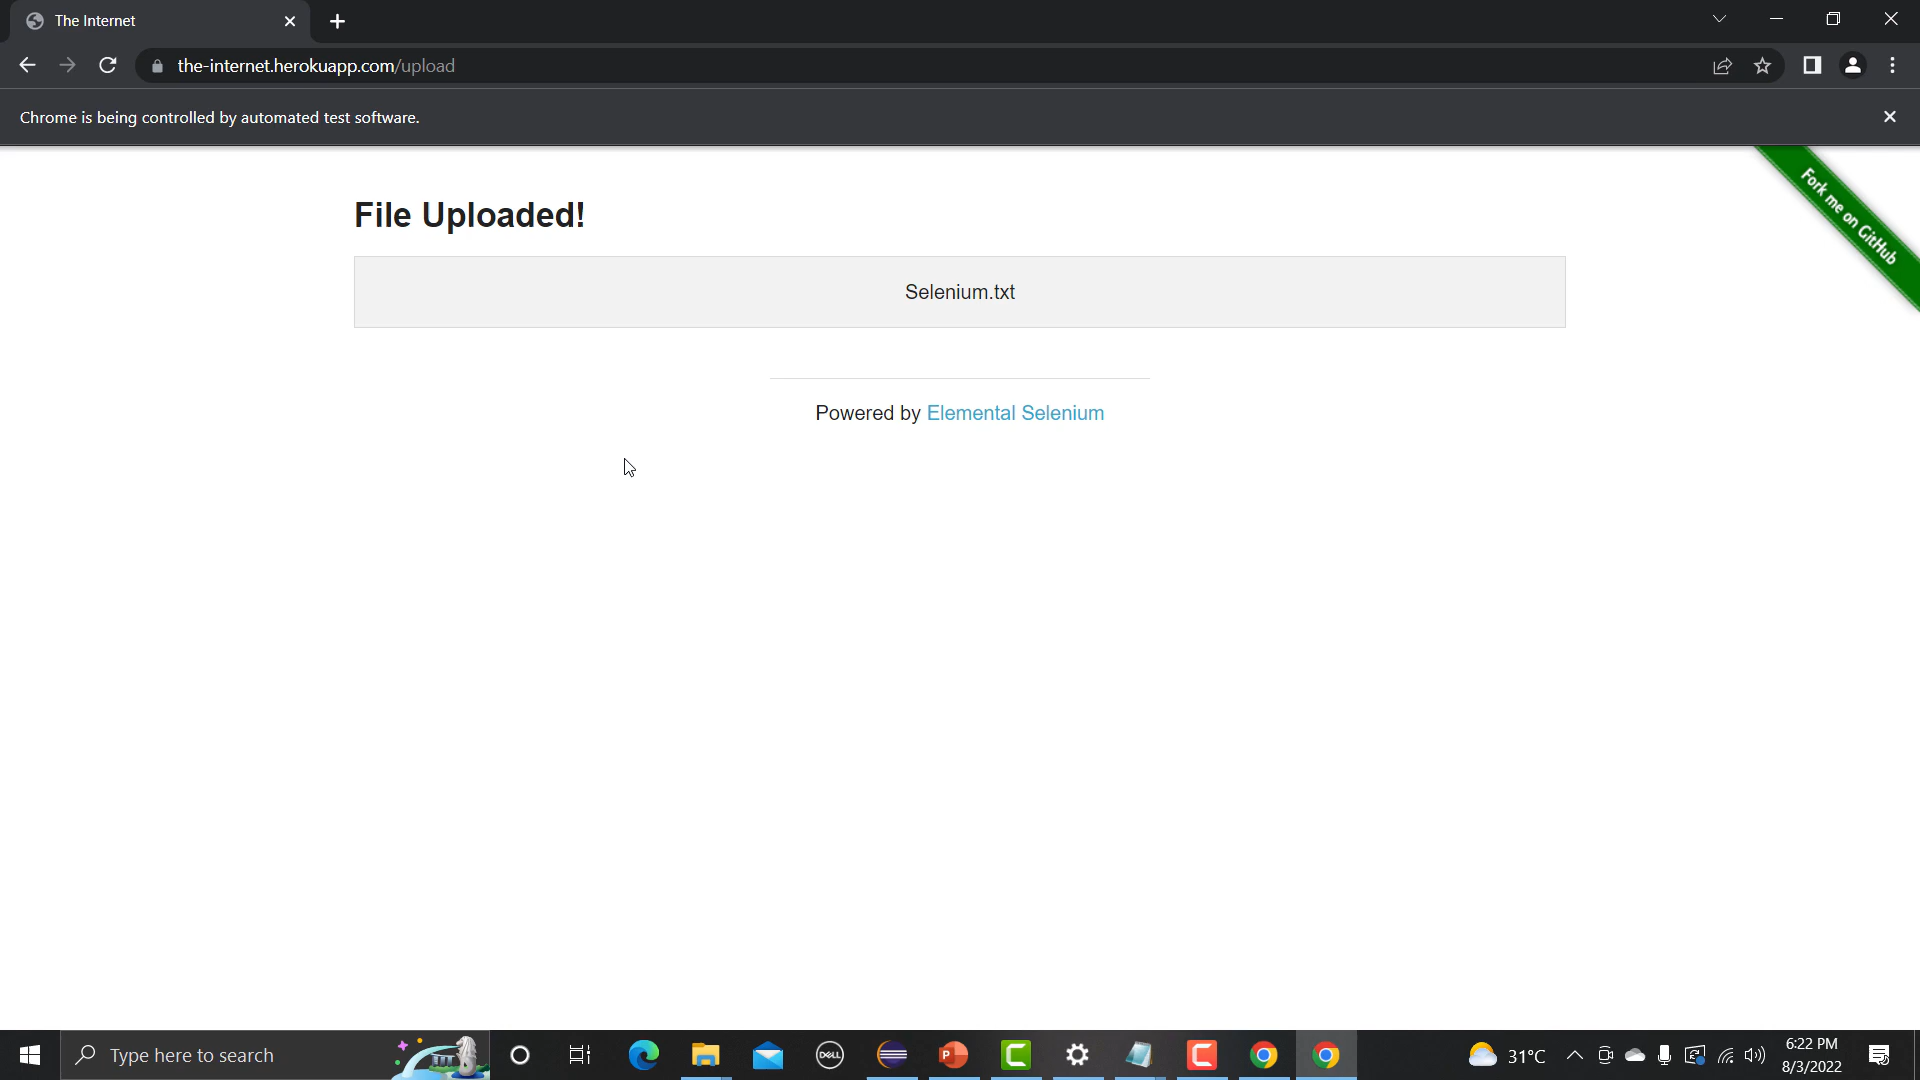 The Internet
the-internet.herokuapp.com/upload
Chrome is being controlled by automated test software.
Fork me on GitHub
File Uploaded!
Selenium.txt
Powered by Elemental Selenium
Type here to search
DELL
P
31°C
6:22 PM
8/3/2022